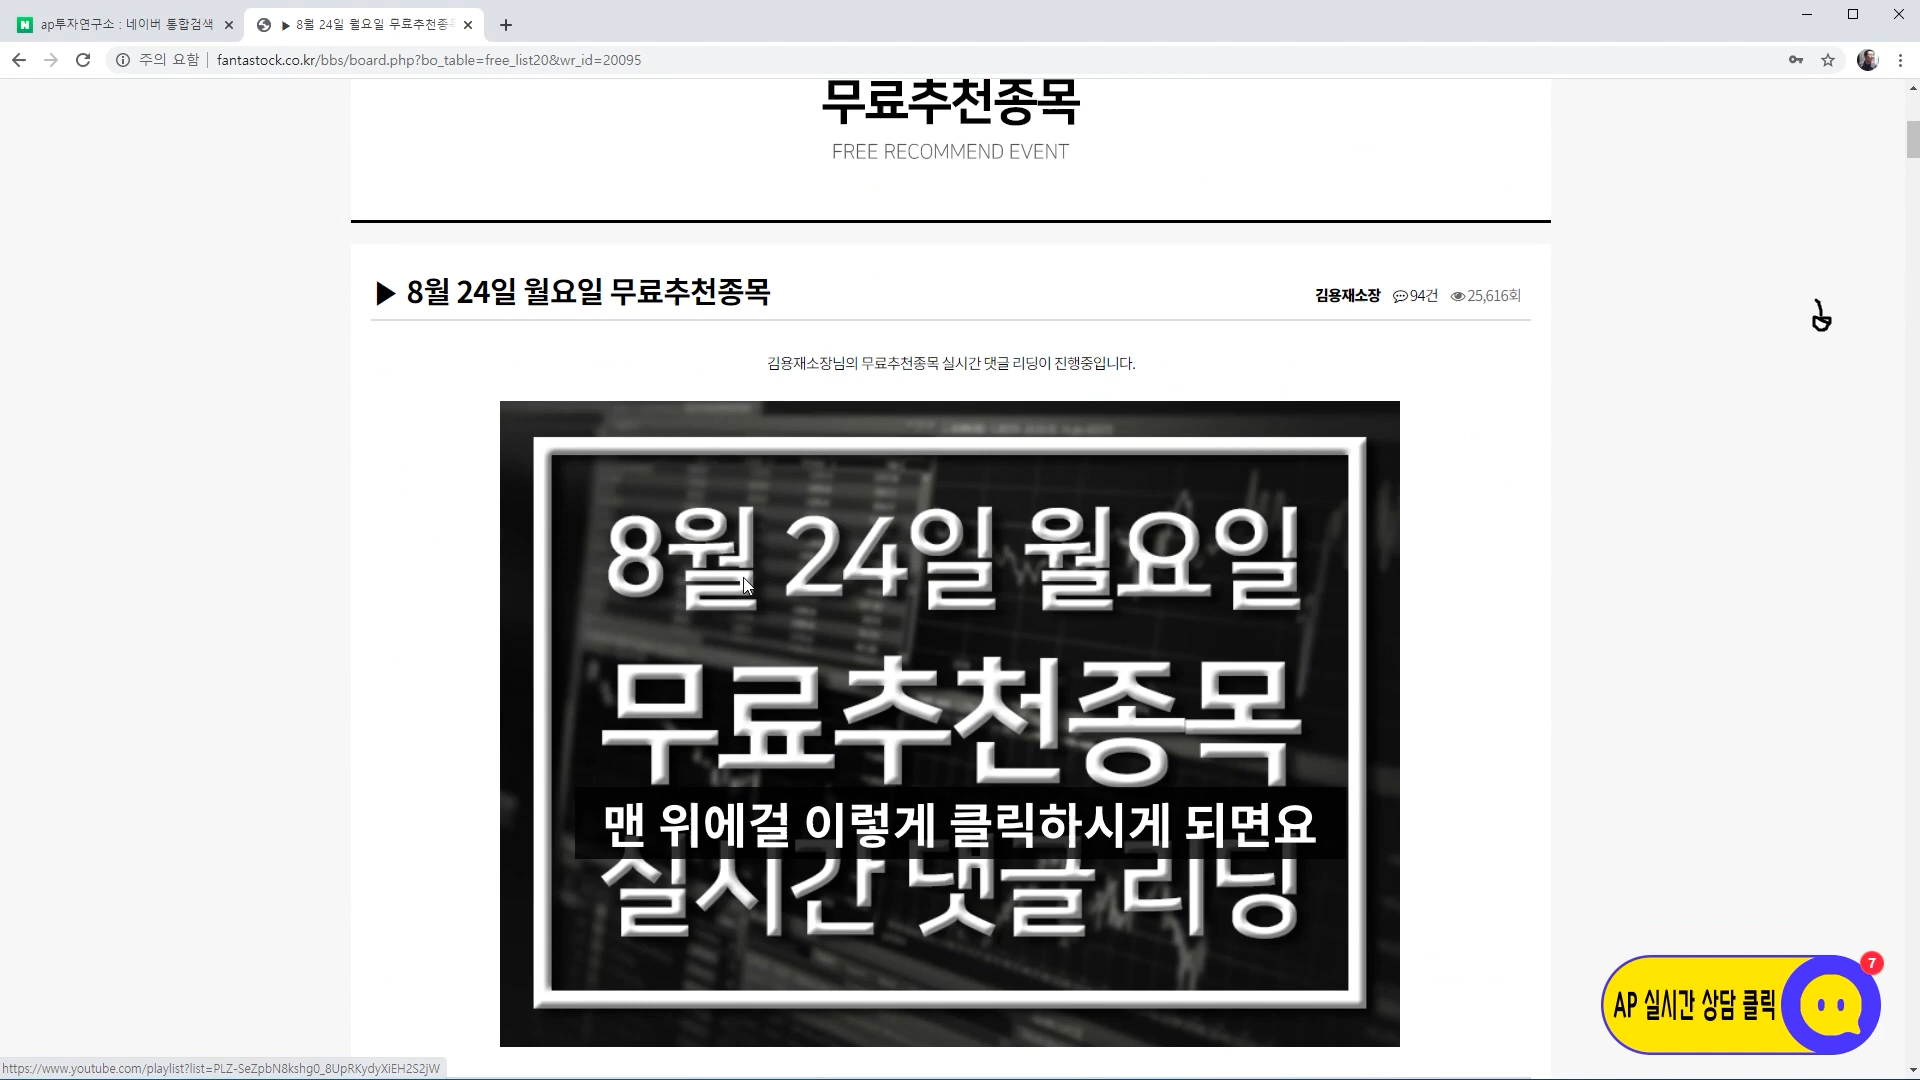 ap투자연구소 : 네이버 통합검색
▶ 8월 24일 월요일 무료추천종
주의 요함
fantastock.co.kr/bbs/board.php?bo_table=free_list20&wr_id=20095
무료추천종목
FREE RECOMMEND EVENT
▶ 8월 24일 월요일 무료추천종목
김용재소장 94건 25,616회
김용재소장님의 무료추천종목 실시간 댓글 리딩이 진행중입니다.
8월 24일 월요일
무료추천종목
맨 위에걸 이렇게 클릭하시게 되면요
실시간 댓글 리딩
7
AP 실시간 상담 클릭
https://www.youtube.com/playlist?list=PLZ-SeZpbN8kshg0_8UpRKydyXiEH2S2jW